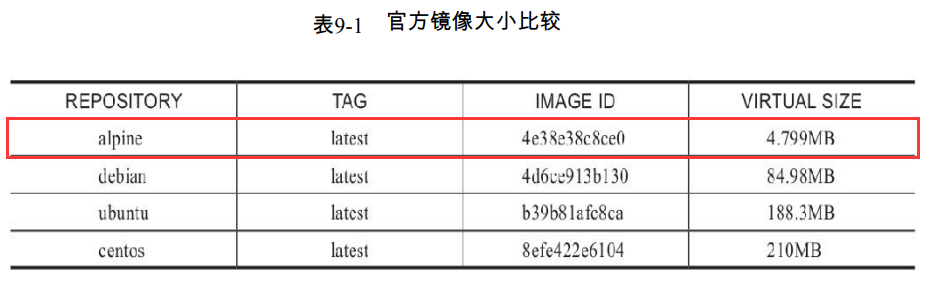 表9-1 官方镜像大小比较
REPOSITORY TAG IMAGE ID VIRTUAL SIZE
alpine latest 4e38e38c8ce0 4.799MB
debian latest 4d6ce913b130 84.98MB
ubuntu latest b39b81afc8ca 188.3MB
centos latest 8efe422e6104 210MB